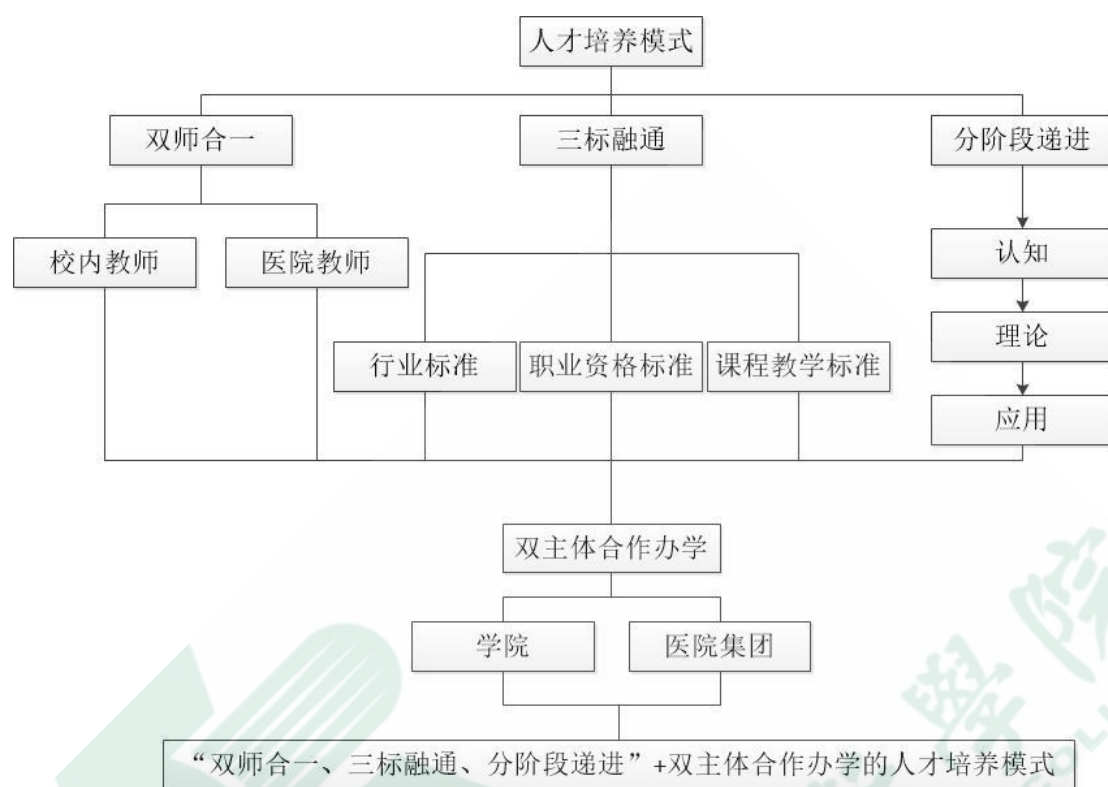 人才培养模式
双师合一
三标融通
分阶段递进
校内教师
医院教师
认知
理论
行业标准
职业资格标准
课程教学标准
应用
双主体合作办学
学院
医院集团
“双师合一、三标融通、分阶段递进”+双主体合作办学的人才培养模式
學院